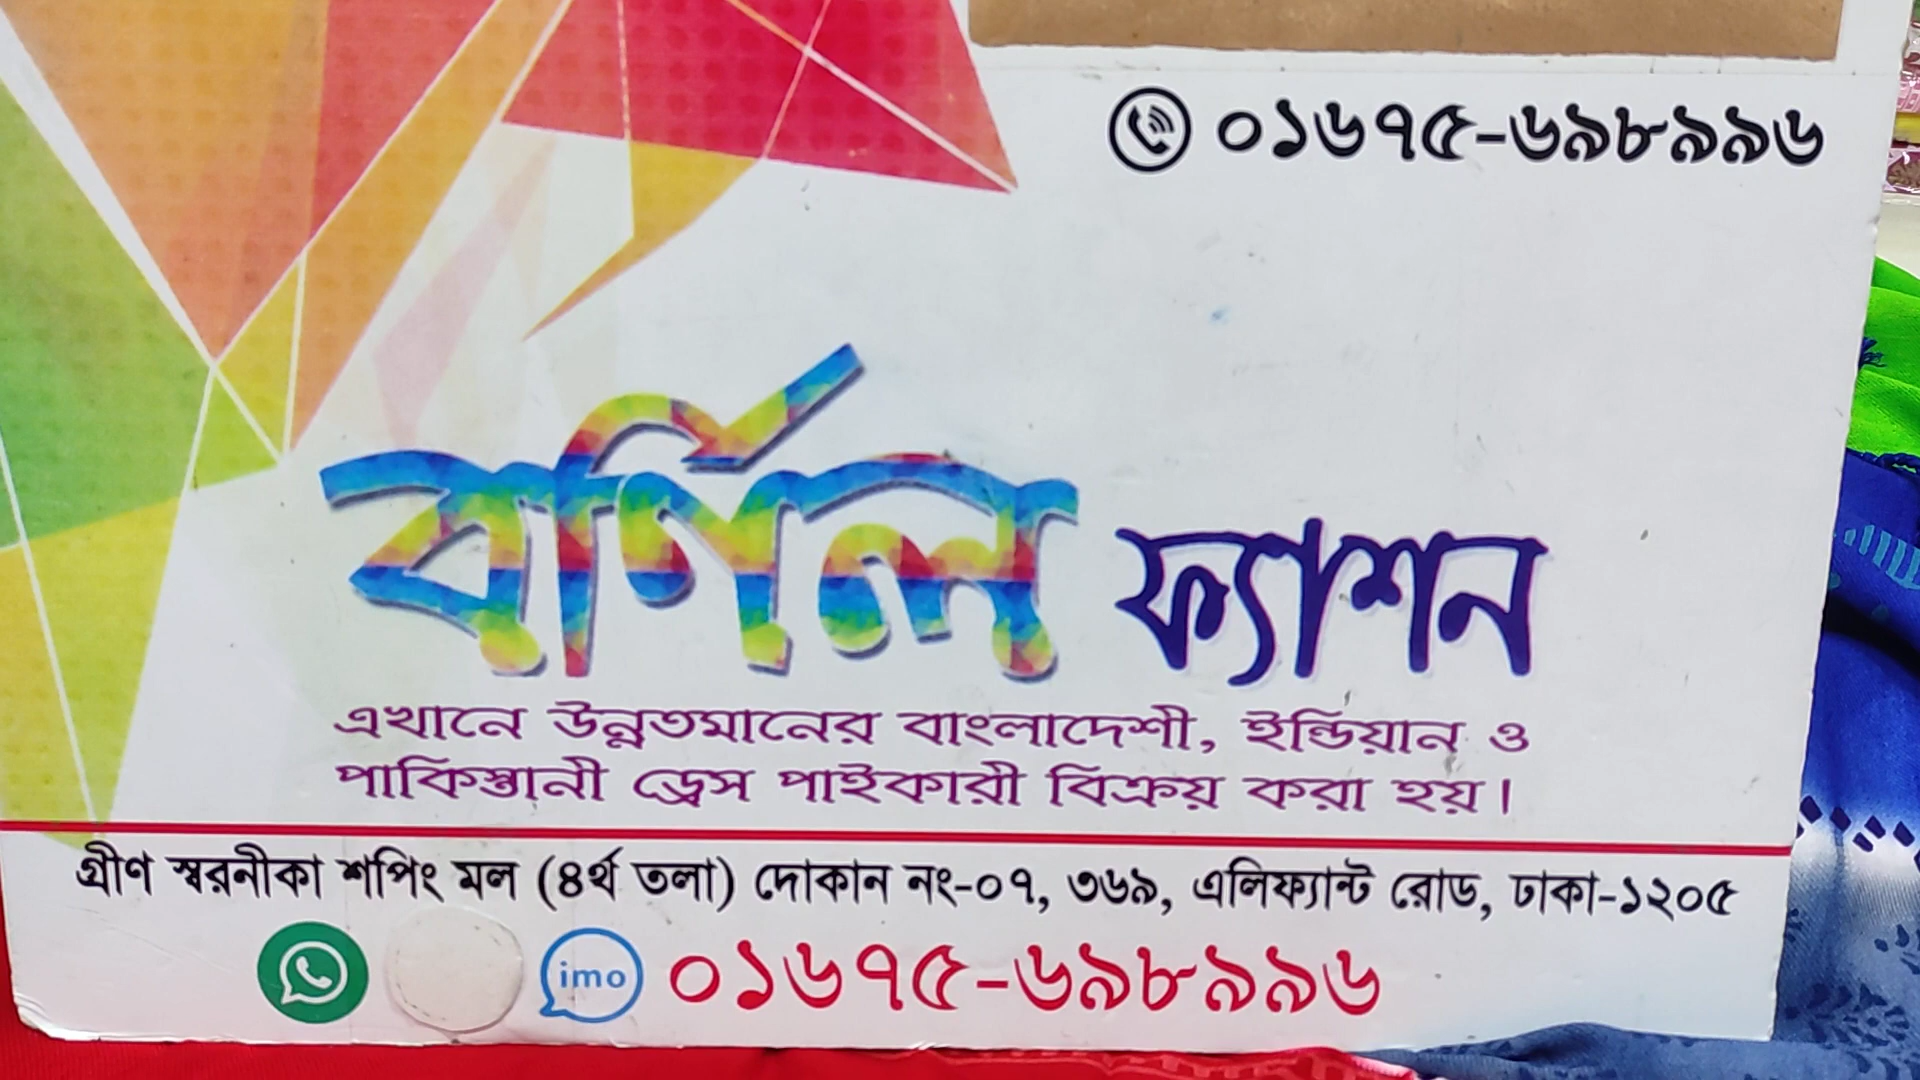 ০১৬৭৫-৬৯৮৯৯৬
বর্ণিল ফ্যাশন
এখানে উন্নতমানের বাংলাদেশী, ইন্ডিয়ান ও
পাকিস্তানী ড্রেস পাইকারী বিক্রয় করা হয়।
গ্রীণ স্বরনীকা শপিং মল (৪র্থ তলা) দোকান নং-০৭, ৩৬৯, এলিফ্যান্ট রোড, ঢাকা-১২০৫
imo ০১৬৭৫-৬৯৮৯৯৬